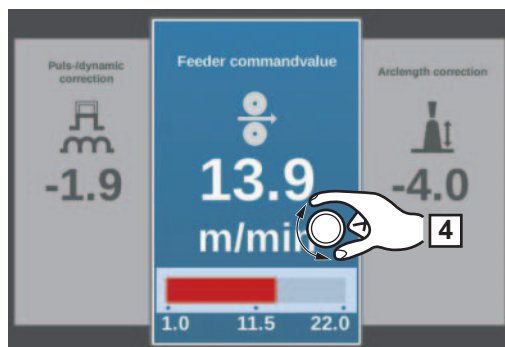 Puls-/dynamic
correction
-1.9
Feeder commandvalue
13.9
m/min
1.0 11.5 22.0
Arclength correction
-4.0
4